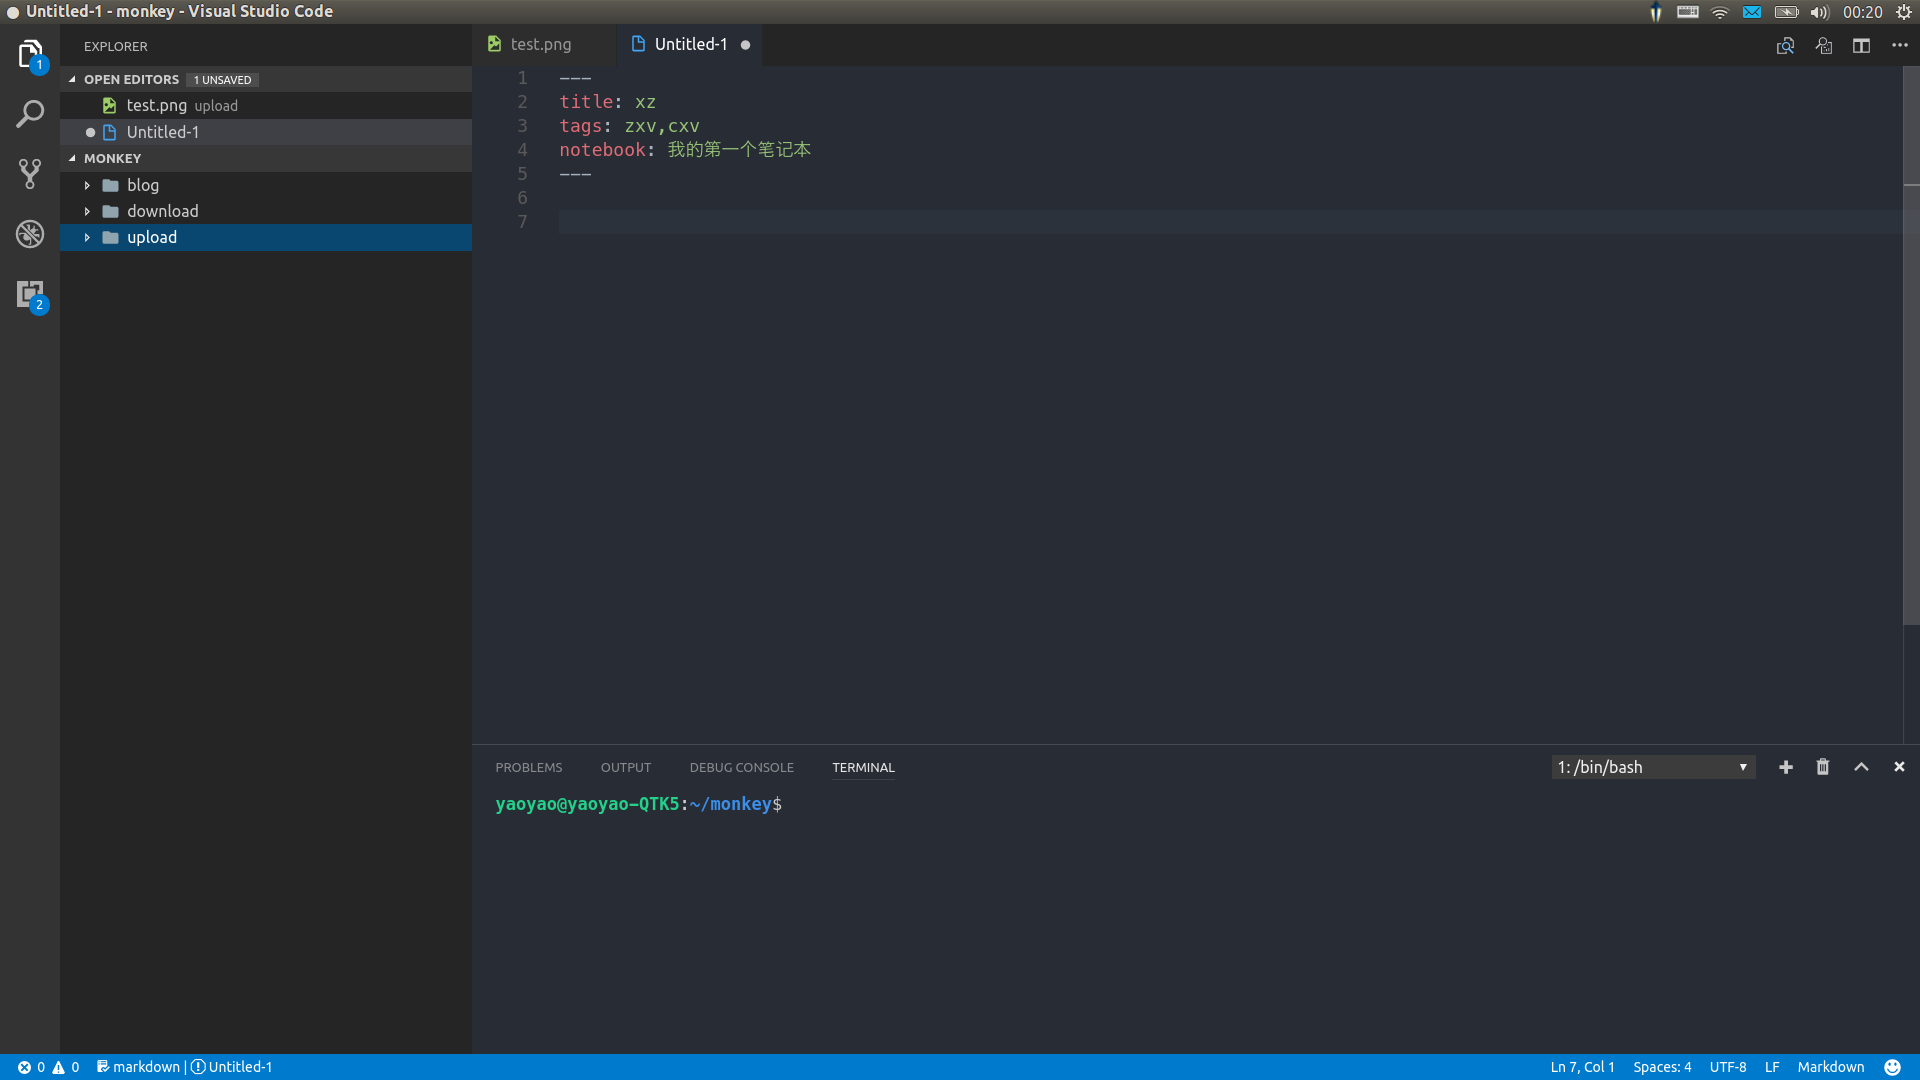 Untitled-1 - monkey - Visual Studio Code
00:20
EXPLORER
OPEN EDITORS 1 UNSAVED
test.png upload
Untitled-1
MONKEY
blog
download
upload
1
2
test.png
Untitled-1
1 ---
2 title: xz
3 tags: zxv,cxv
4 notebook: 我的第一个笔记本
5 ---
6
7
PROBLEMS OUTPUT DEBUG CONSOLE TERMINAL 1: /bin/bash
yaoyao@yaoyao-QTK5:~/monkey$
0 0 markdown | Untitled-1 Ln 7, Col 1 Spaces: 4 UTF-8 LF Markdown